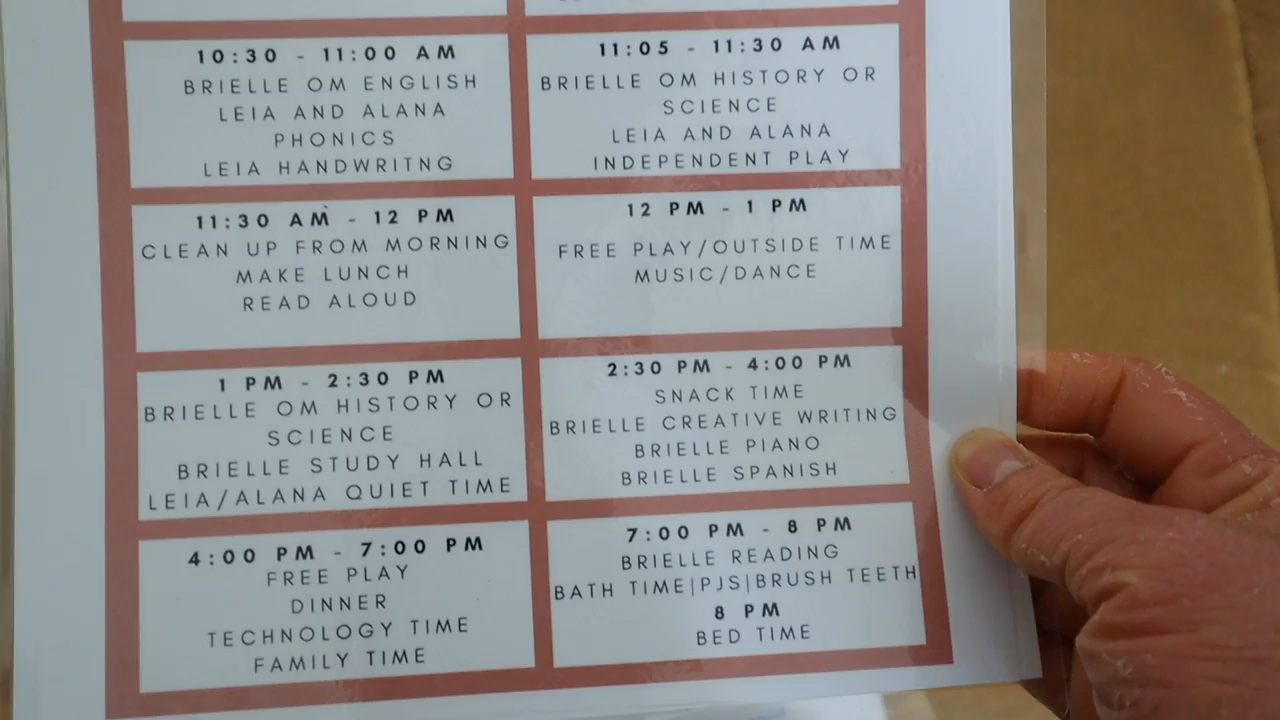 10:30 - 11:00 AM
BRIELLE OM ENGLISH
LEIA AND ALANA
PHONICS
LEIA HANDWRITNG
11:05 - 11:30 AM
BRIELLE OM HISTORY OR
SCIENCE
LEIA AND ALANA
INDEPENDENT PLAY
11:30 AM - 12 PM
CLEAN UP FROM MORNING
MAKE LUNCH
READ ALOUD
12 PM - 1 PM
FREE PLAY/OUTSIDE TIME
MUSIC/DANCE
1 PM - 2:30 PM
BRIELLE OM HISTORY OR
SCIENCE
BRIELLE STUDY HALL
LEIA/ALANA QUIET TIME
2:30 PM - 4:00 PM
SNACK TIME
BRIELLE CREATIVE WRITING
BRIELLE PIANO
BRIELLE SPANISH
4:00 PM - 7:00 PM
FREE PLAY
DINNER
TECHNOLOGY TIME
FAMILY TIME
7:00 PM - 8 PM
BRIELLE READING
BATH TIME|PJS|BRUSH TEETH
8 PM
BED TIME